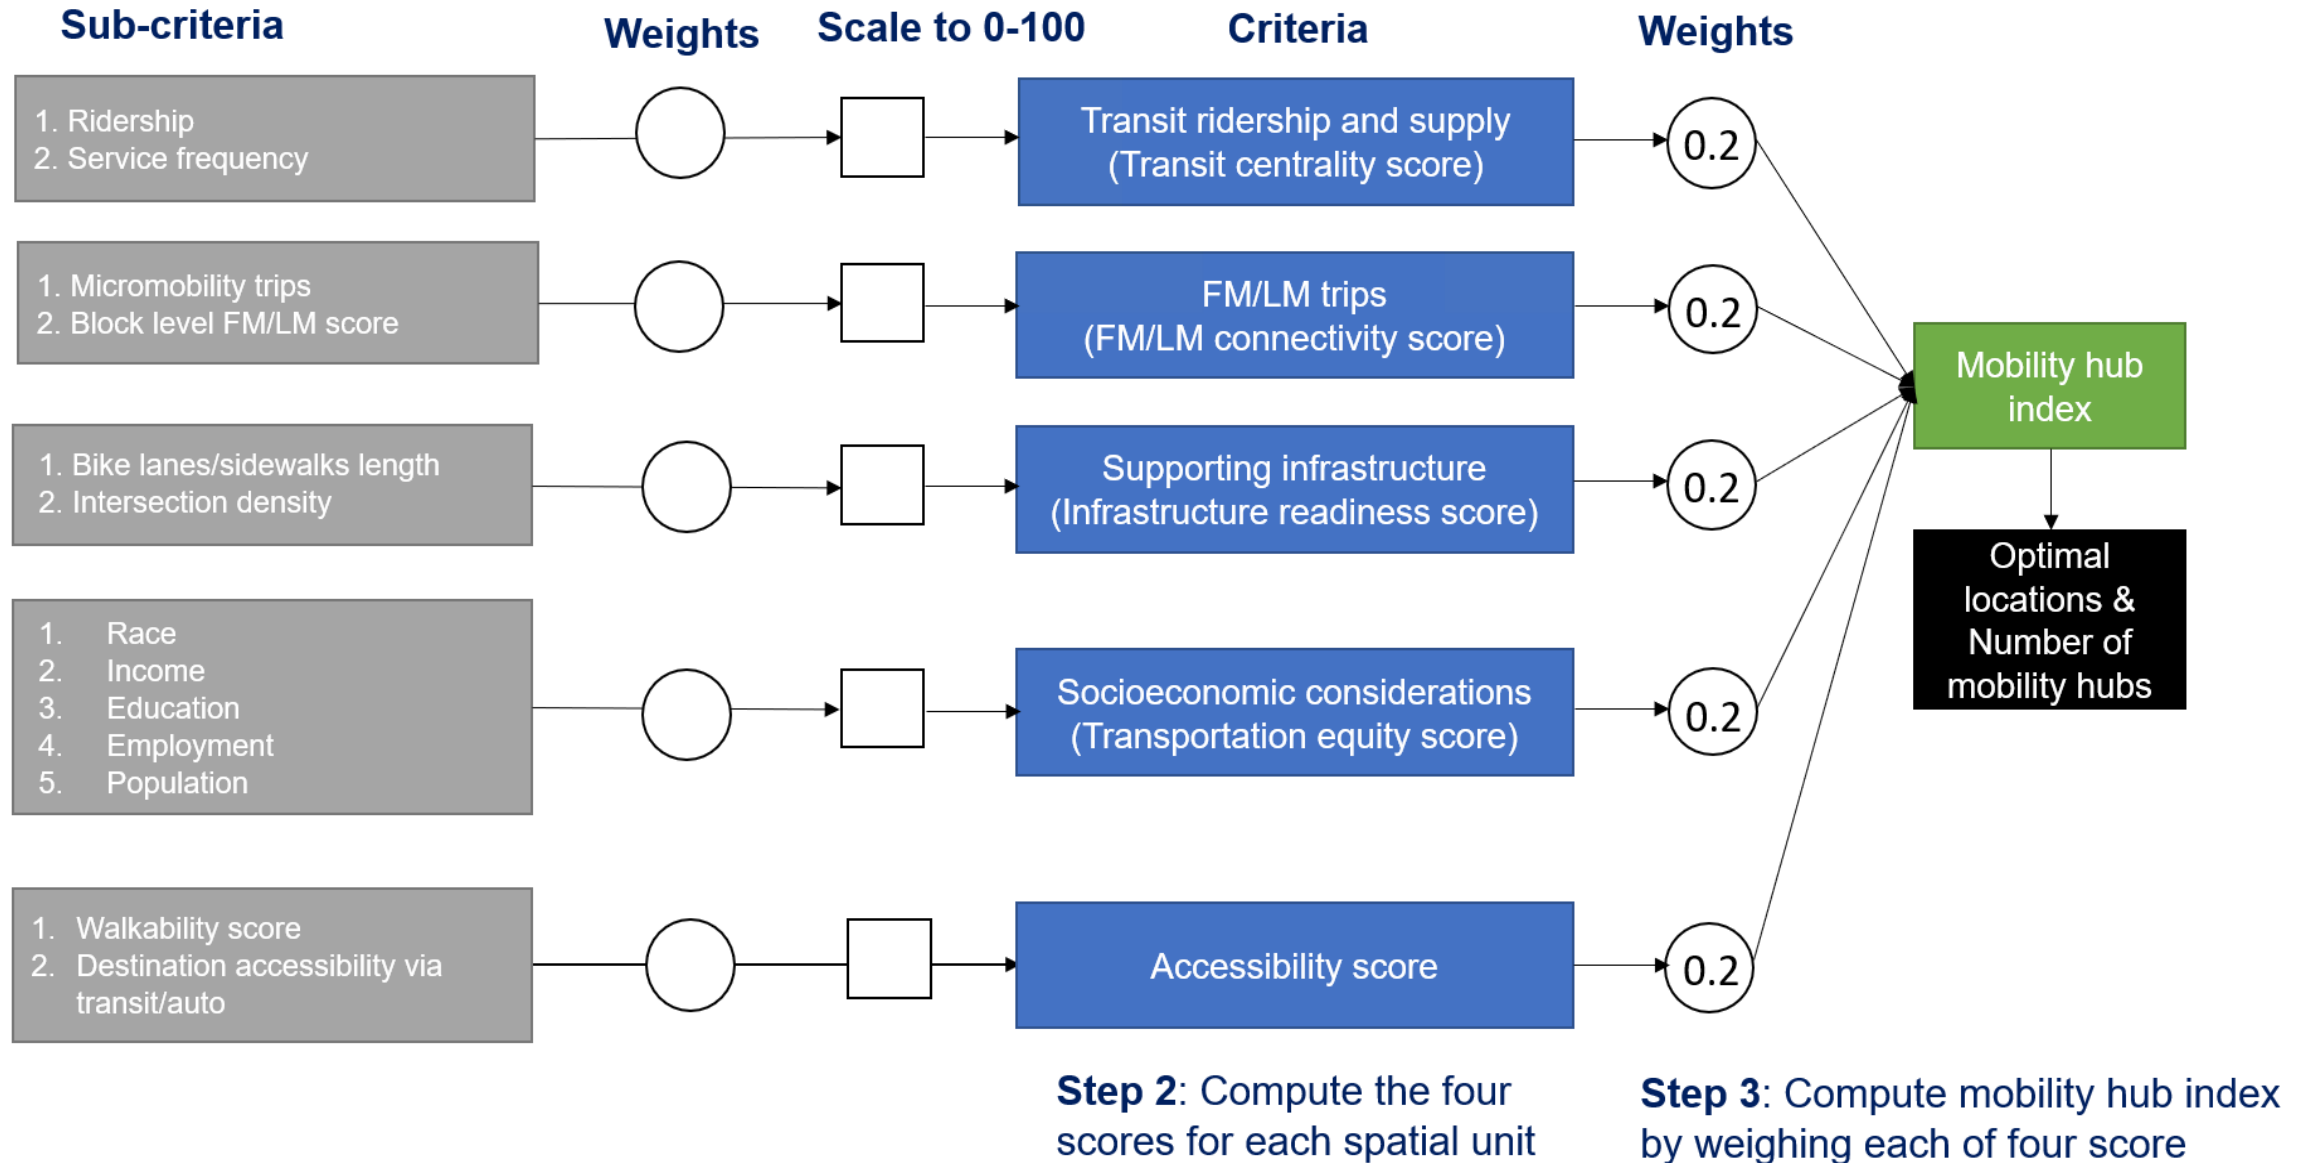 Sub-criteria
Weights
Scale to 0-100
Criteria
Weights
1. Ridership
2. Service frequency
Transit ridership and supply
(Transit centrality score)
0.2
1. Micromobility trips
2. Block level FM/LM score
FM/LM trips
(FM/LM connectivity score)
0.2
Mobility hub
index
1. Bike lanes/sidewalks length
2. Intersection density
Supporting infrastructure
(Infrastructure readiness score)
0.2
Optimal
locations &
Number of
mobility hubs
1. Race
2. Income
3. Education
4. Employment
5. Population
Socioeconomic considerations
(Transportation equity score)
0.2
1. Walkability score
2. Destination accessibility via
transit/auto
Accessibility score
0.2
Step 2: Compute the four
scores for each spatial unit
Step 3: Compute mobility hub index
by weighing each of four score